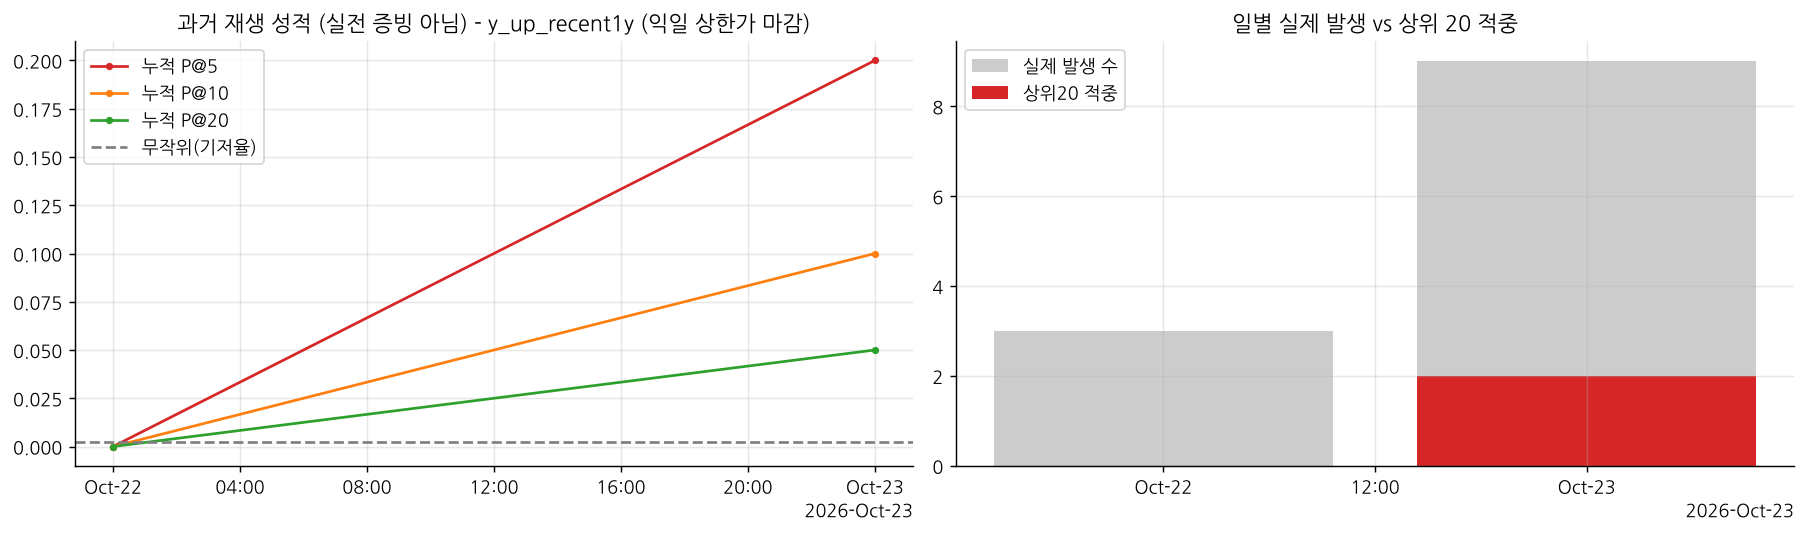 과거 재생 성적 (실전 증빙 아님) - y_up_recent1y (익일 상한가 마감)
누적 P@5
누적 P@10
누적 P@20
무작위(기저율)
0.200
0.175
0.150
0.125
0.100
0.075
0.050
0.025
0.000
Oct-22
04:00
08:00
12:00
16:00
20:00
Oct-23
2026-Oct-23
일별 실제 발생 vs 상위 20 적중
실제 발생 수
상위20 적중
8
6
4
2
0
Oct-22
12:00
Oct-23
2026-Oct-23